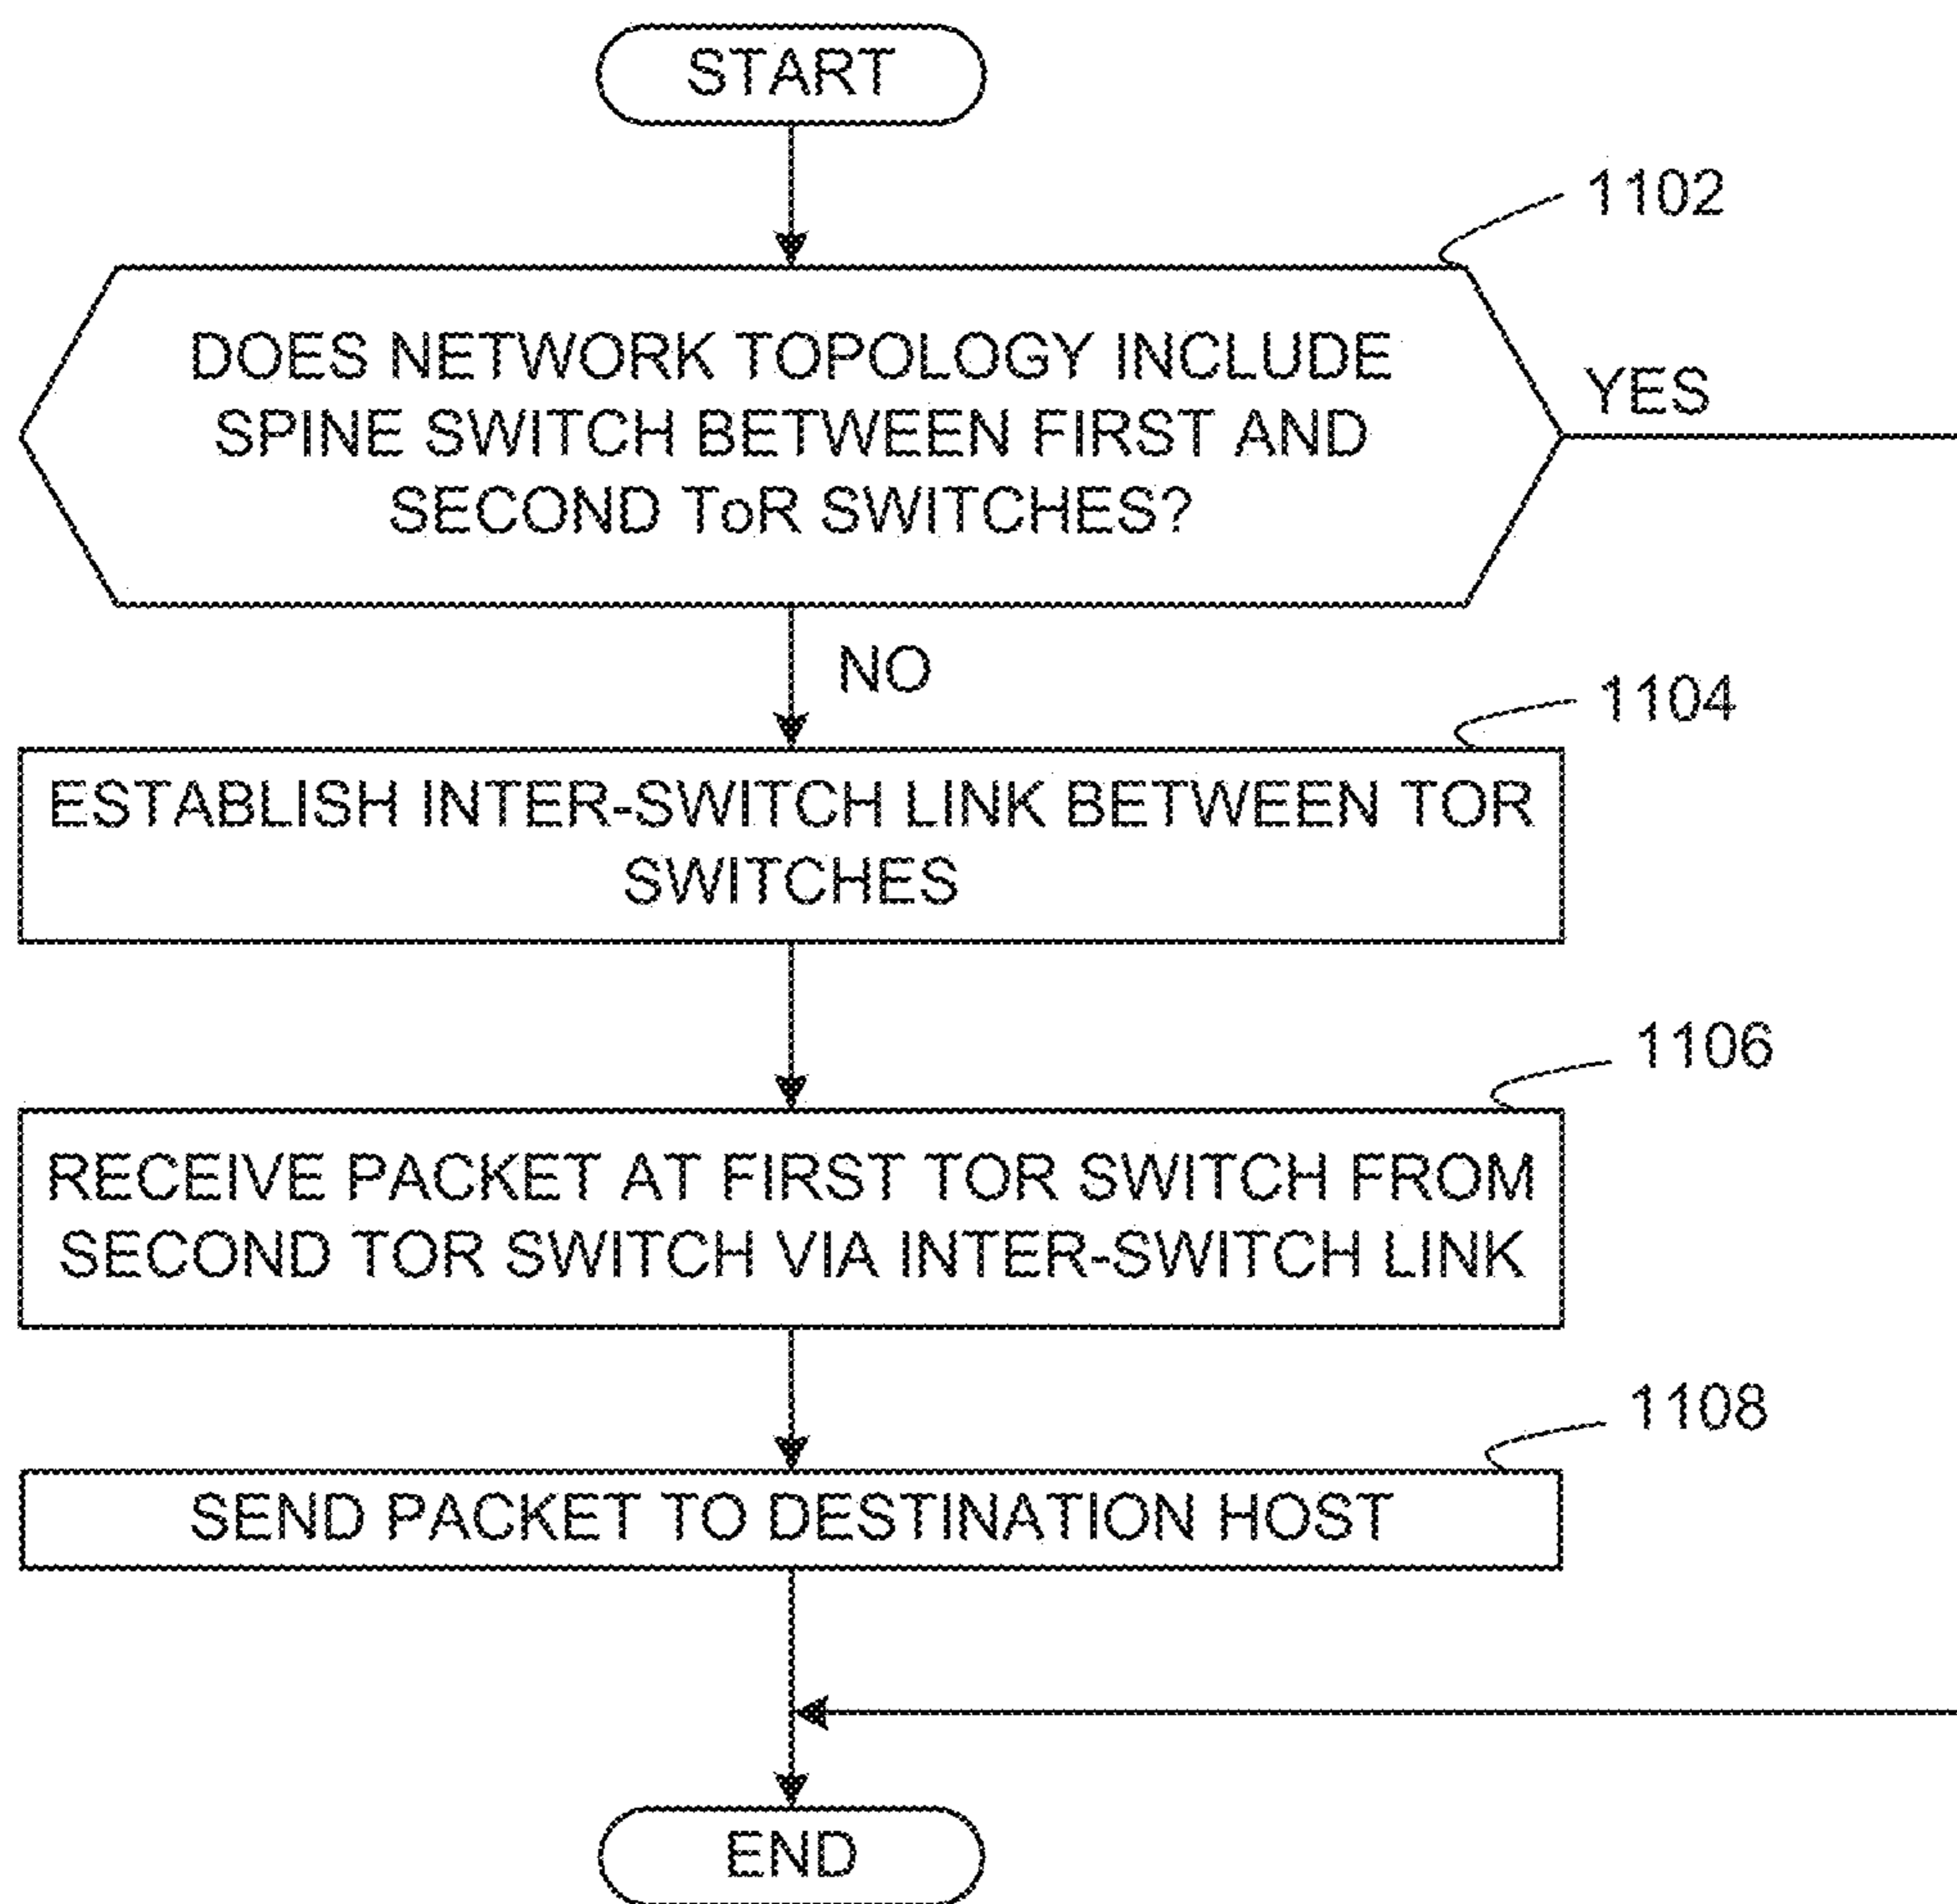 START
1102
DOES NETWORK TOPOLOGY INCLUDE
SPINE SWITCH BETWEEN FIRST AND
SECOND ToR SWITCHES?
YES
NO
1104
ESTABLISH INTER-SWITCH LINK BETWEEN TOR
SWITCHES
1106
RECEIVE PACKET AT FIRST TOR SWITCH FROM
SECOND TOR SWITCH VIA INTER-SWITCH LINK
1108
SEND PACKET TO DESTINATION HOST
END